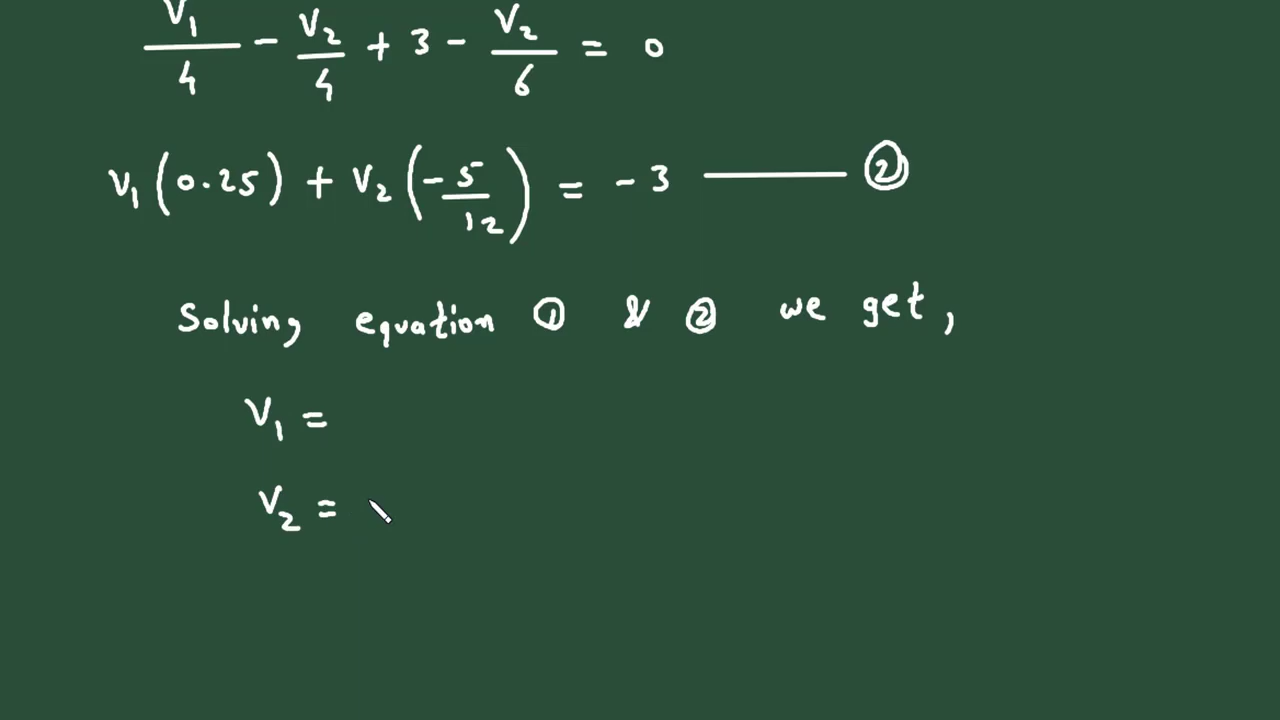 V₁/4 - V₂/4 + 3 - V₂/6 = 0
V₁(0.25) + V₂(-5/12) = -3 —— ②
Solving equation ① & ② we get,
V₁ =
V₂ =